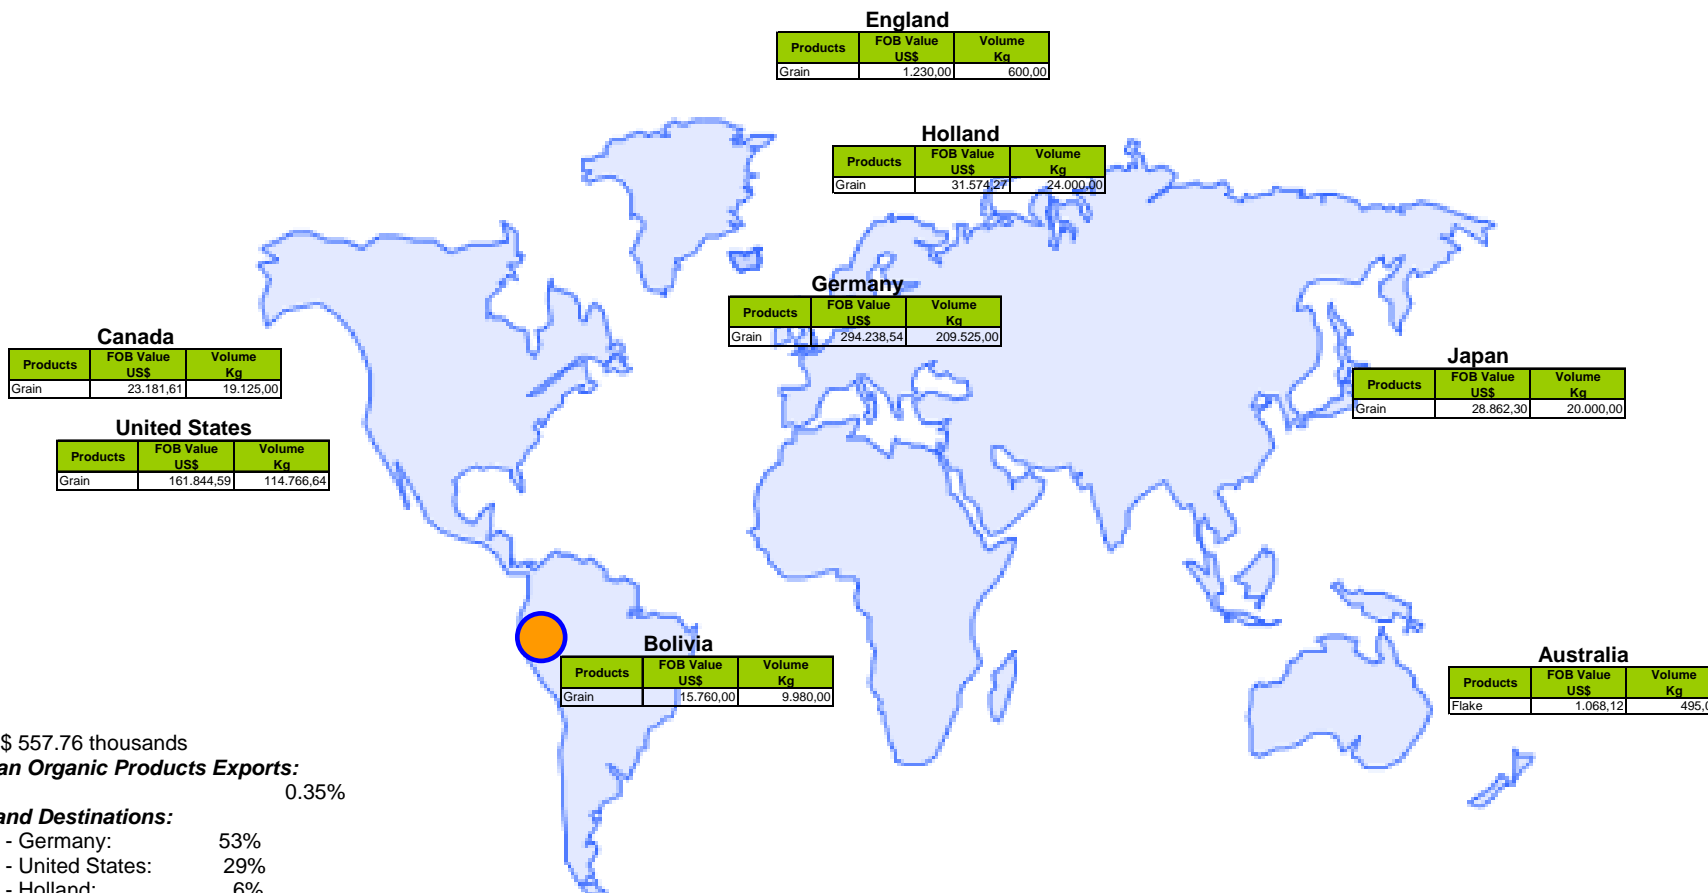 England
Products FOB Value US$ Volume Kg
Grain 1.230,00 600,00
Holland
Products FOB Value US$ Volume Kg
Grain 31.574,27 24.000,00
Germany
Products FOB Value US$ Volume Kg
Grain 294.238,54 209.525,00
Canada
Products FOB Value US$ Volume Kg
Grain 23.181,61 19.125,00
Japan
Products FOB Value US$ Volume Kg
Grain 28.862,30 20.000,00
United States
Products FOB Value US$ Volume Kg
Grain 161.844,59 114.766,64
Bolivia
Products FOB Value US$ Volume Kg
Grain 15.760,00 9.980,00
Australia
Products FOB Value US$ Volume Kg
Flake 1.068,12 495,0
$ 557.76 thousands
an Organic Products Exports:
0.35%
and Destinations:
- Germany: 53%
- United States: 29%
- Holland: 6%